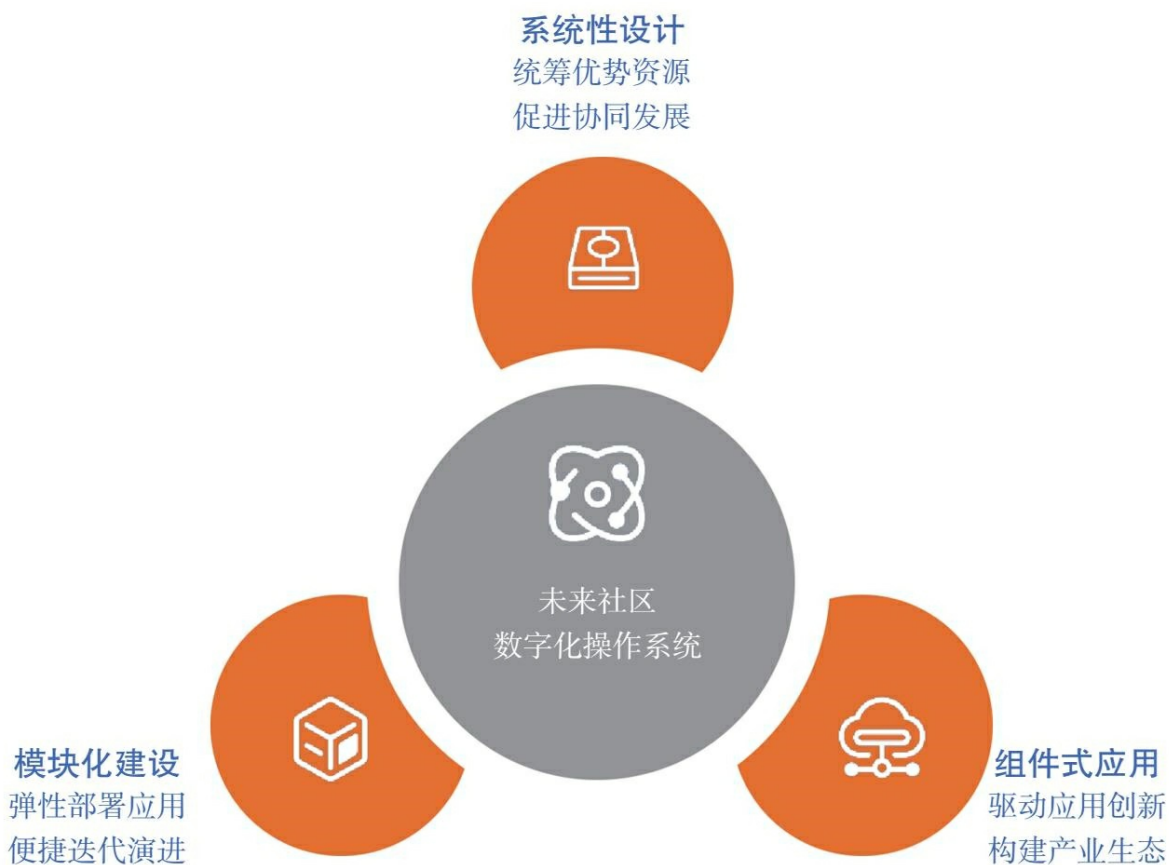 系统性设计
统筹优势资源
促进协同发展
未来社区
数字化操作系统
模块化建设
弹性部署应用
便捷迭代演进
组件式应用
驱动应用创新
构建产业生态